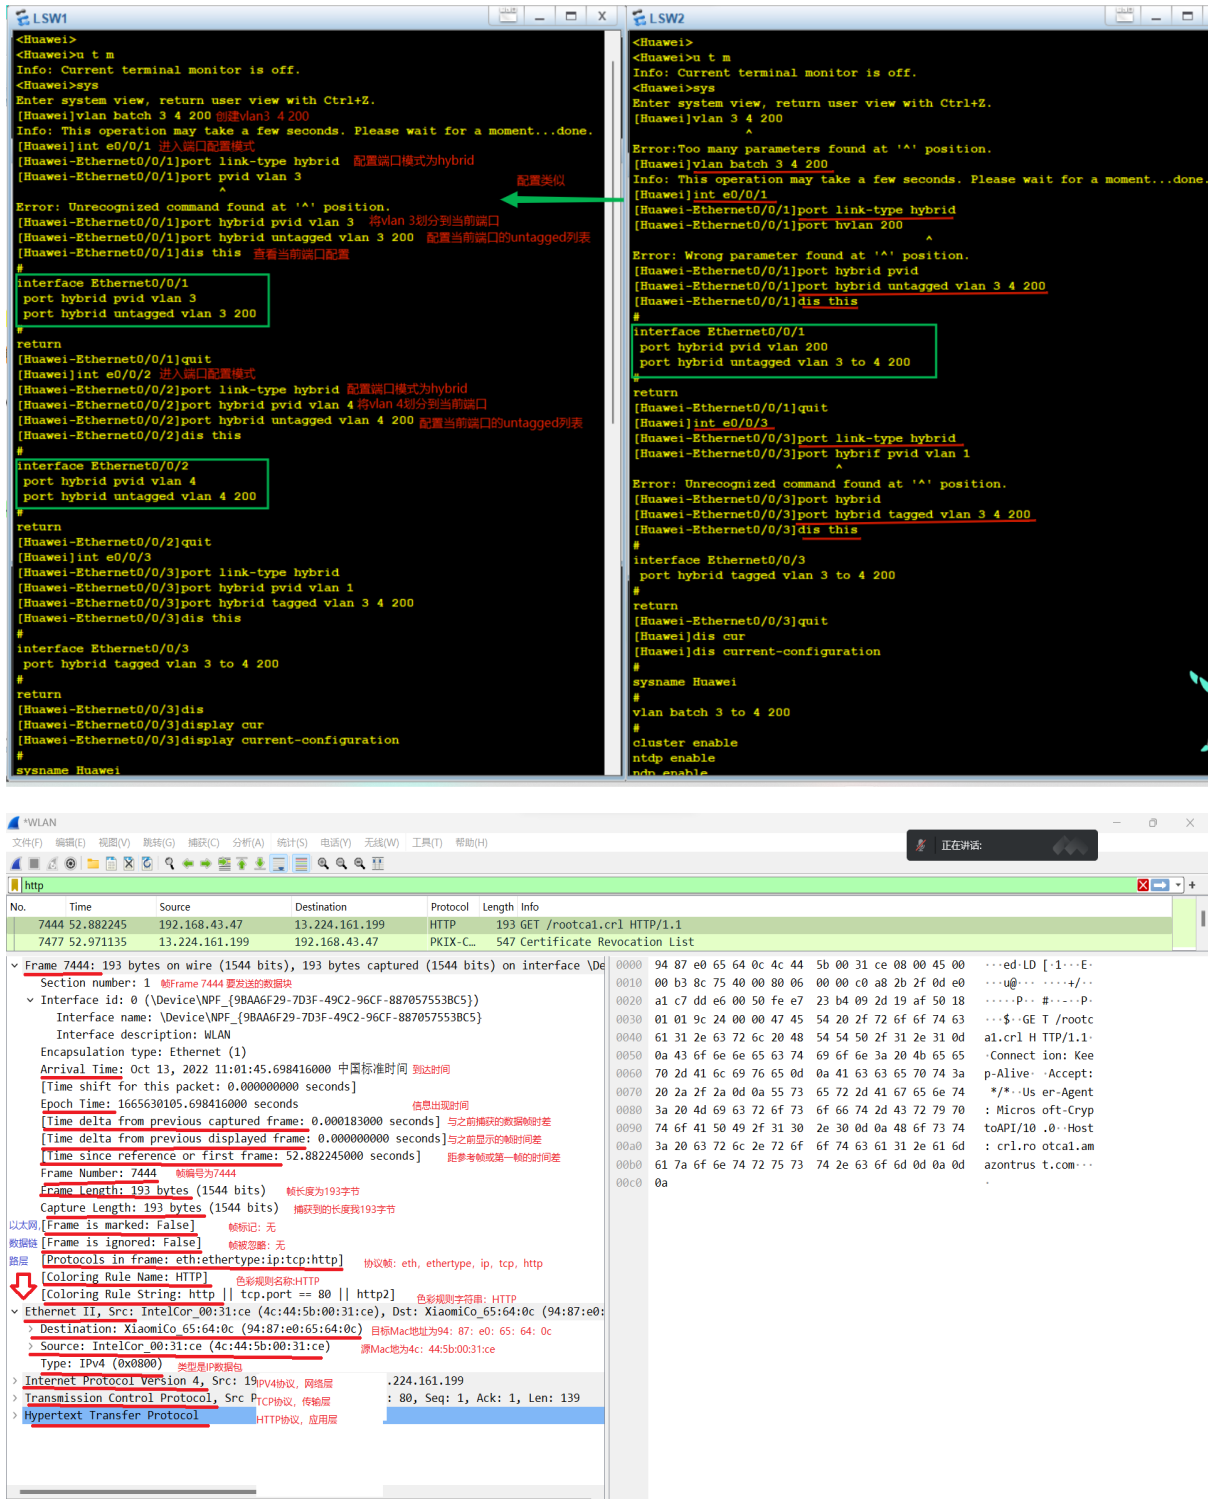 LSW1
<Huawei>
<Huawei>u t m
Info: Current terminal monitor is off.
<Huawei>sys
Enter system view, return user view with Ctrl+Z.
[Huawei]vlan batch 3 4 200 创建vlan3 4 200
Info: This operation may take a few seconds. Please wait for a moment...done.
[Huawei]int e0/0/1 进入端口配置模式
[Huawei-Ethernet0/0/1]port link-type hybrid 配置端口模式为hybrid
[Huawei-Ethernet0/0/1]port pvid vlan 3
^
配置类似
Error: Unrecognized command found at '^' position.
[Huawei-Ethernet0/0/1]port hybrid pvid vlan 3 将vlan 3划分到当前端口
[Huawei-Ethernet0/0/1]port hybrid untagged vlan 3 200 配置当前端口的untagged列表
[Huawei-Ethernet0/0/1]dis this 查看当前端口配置
#
interface Ethernet0/0/1
port hybrid pvid vlan 3
port hybrid untagged vlan 3 200
#
return
[Huawei-Ethernet0/0/1]quit
[Huawei]int e0/0/2 进入端口配置模式
[Huawei-Ethernet0/0/2]port link-type hybrid 配置端口模式为hybrid
[Huawei-Ethernet0/0/2]port hybrid pvid vlan 4 将vlan 4划分到当前端口
[Huawei-Ethernet0/0/2]port hybrid untagged vlan 4 200 配置当前端口的untagged列表
[Huawei-Ethernet0/0/2]dis this
#
interface Ethernet0/0/2
port hybrid pvid vlan 4
port hybrid untagged vlan 4 200
#
return
[Huawei-Ethernet0/0/2]quit
[Huawei]int e0/0/3
[Huawei-Ethernet0/0/3]port link-type hybrid
[Huawei-Ethernet0/0/3]port hybrid pvid vlan 1
[Huawei-Ethernet0/0/3]port hybrid tagged vlan 3 4 200
[Huawei-Ethernet0/0/3]dis this
#
interface Ethernet0/0/3
port hybrid tagged vlan 3 to 4 200
#
return
[Huawei-Ethernet0/0/3]dis
[Huawei-Ethernet0/0/3]display cur
[Huawei-Ethernet0/0/3]display current-configuration
#
sysname Huawei
LSW2
<Huawei>
<Huawei>u t m
Info: Current terminal monitor is off.
<Huawei>sys
Enter system view, return user view with Ctrl+Z.
[Huawei]vlan 3 4 200
^
Error:Too many parameters found at '^' position.
[Huawei]vlan batch 3 4 200
Info: This operation may take a few seconds. Please wait for a moment...done.
[Huawei]int e0/0/1
[Huawei-Ethernet0/0/1]port link-type hybrid
[Huawei-Ethernet0/0/1]port hvlan 200
^
Error: Wrong parameter found at '^' position.
[Huawei-Ethernet0/0/1]port hybrid pvid
[Huawei-Ethernet0/0/1]port hybrid untagged vlan 3 4 200
[Huawei-Ethernet0/0/1]dis this
#
interface Ethernet0/0/1
port hybrid pvid vlan 200
port hybrid untagged vlan 3 to 4 200
#
return
[Huawei-Ethernet0/0/1]quit
[Huawei]int e0/0/3
[Huawei-Ethernet0/0/3]port link-type hybrid
[Huawei-Ethernet0/0/3]port hybrif pvid vlan 1
^
Error: Unrecognized command found at '^' position.
[Huawei-Ethernet0/0/3]port hybrid
[Huawei-Ethernet0/0/3]port hybrid tagged vlan 3 4 200
[Huawei-Ethernet0/0/3]dis this
#
interface Ethernet0/0/3
port hybrid tagged vlan 3 to 4 200
#
return
[Huawei-Ethernet0/0/3]quit
[Huawei]dis cur
[Huawei]dis current-configuration
#
sysname Huawei
#
vlan batch 3 to 4 200
#
cluster enable
ntdp enable
ndp enable
*WLAN
文件(F) 编辑(E) 视图(V) 跳转(G) 捕获(C) 分析(A) 统计(S) 电话(Y) 无线(W) 工具(T) 帮助(H)
正在讲话:
http
No. Time Source Destination Protocol Length Info
7444 52.882245 192.168.43.47 13.224.161.199 HTTP 193 GET /rootca1.crl HTTP/1.1
7477 52.971135 13.224.161.199 192.168.43.47 PKIX-C… 547 Certificate Revocation List
Frame 7444: 193 bytes on wire (1544 bits), 193 bytes captured (1544 bits) on interface \De
Section number: 1 帧Frame 7444 要发送的数据块
Interface id: 0 (\Device\NPF_{9BAA6F29-7D3F-49C2-96CF-887057553BC5})
Interface name: \Device\NPF_{9BAA6F29-7D3F-49C2-96CF-887057553BC5}
Interface description: WLAN
Encapsulation type: Ethernet (1)
Arrival Time: Oct 13, 2022 11:01:45.698416000 中国标准时间 到达时间
[Time shift for this packet: 0.000000000 seconds]
Epoch Time: 1665630105.698416000 seconds 信息出现时间
[Time delta from previous captured frame: 0.000183000 seconds] 与之前捕获的数据帧时差
[Time delta from previous displayed frame: 0.000000000 seconds] 与之前显示的帧时间差
[Time since reference or first frame: 52.882245000 seconds] 距参考帧或第一帧的时间差
Frame Number: 7444 帧编号为7444
Frame Length: 193 bytes (1544 bits) 帧长度为193字节
Capture Length: 193 bytes (1544 bits) 捕获到的长度我193字节
以太网,
[Frame is marked: False] 帧标记：无
数据链
[Frame is ignored: False] 帧被忽略：无
路层
[Protocols in frame: eth:ethertype:ip:tcp:http] 协议帧：eth，ethertype，ip，tcp，http
[Coloring Rule Name: HTTP] 色彩规则名称:HTTP
[Coloring Rule String: http || tcp.port == 80 || http2] 色彩规则字符串：HTTP
Ethernet II, Src: IntelCor_00:31:ce (4c:44:5b:00:31:ce), Dst: XiaomiCo_65:64:0c (94:87:e0:
Destination: XiaomiCo_65:64:0c (94:87:e0:65:64:0c) 目标Mac地址为94：87：e0：65：64：0c
Source: IntelCor_00:31:ce (4c:44:5b:00:31:ce) 源Mac地为4c：44:5b:00:31:ce
Type: IPv4 (0x0800) 类型是IP数据包
Internet Protocol Version 4, Src: 19 IPV4协议，网络层 .224.161.199
Transmission Control Protocol, Src P TCP协议，传输层 : 80, Seq: 1, Ack: 1, Len: 139
Hypertext Transfer Protocol HTTP协议，应用层
0000 94 87 e0 65 64 0c 4c 44 5b 00 31 ce 08 00 45 00 ···ed·LD [·1···E·
0010 00 b3 8c 75 40 00 80 06 00 00 c0 a8 2b 2f 0d e0 ···u@··· ····+/··
0020 a1 c7 dd e6 00 50 fe e7 23 b4 09 2d 19 af 50 18 ·····P·· #··-··P·
0030 01 01 9c 24 00 00 47 45 54 20 2f 72 6f 6f 74 63 ···$··GE T /rootc
0040 61 31 2e 63 72 6c 20 48 54 54 50 2f 31 2e 31 0d a1.crl H TTP/1.1·
0050 0a 43 6f 6e 6e 65 63 74 69 6f 6e 3a 20 4b 65 65 ·Connect ion: Kee
0060 70 2d 41 6c 69 76 65 0d 0a 41 63 63 65 70 74 3a p-Alive· ·Accept:
0070 20 2a 2f 2a 0d 0a 55 73 65 72 2d 41 67 65 6e 74 */*··Us er-Agent
0080 3a 20 4d 69 63 72 6f 73 6f 66 74 2d 43 72 79 70 : Micros oft-Cryp
0090 74 6f 41 50 49 2f 31 30 2e 30 0d 0a 48 6f 73 74 toAPI/10 .0··Host
00a0 3a 20 63 72 6c 2e 72 6f 6f 74 63 61 31 2e 61 6d : crl.ro otca1.am
00b0 61 7a 6f 6e 74 72 75 73 74 2e 63 6f 6d 0d 0a 0d azontrus t.com···
00c0 0a ·